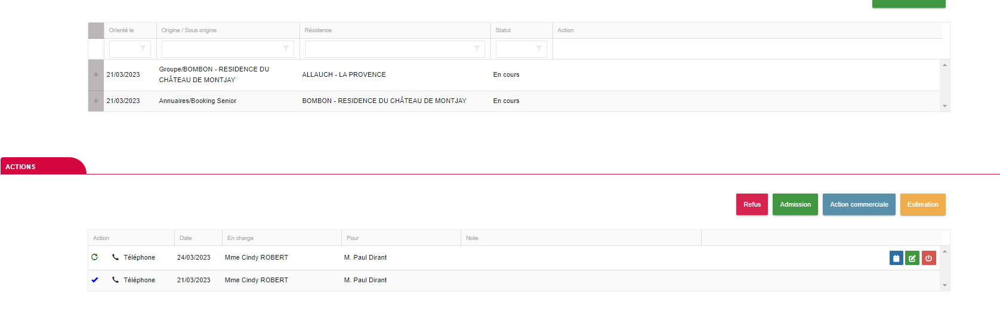 Orienté le Origine / Sous origine Résidence Statut Action
21/03/2023 Groupe/BOMBON - RESIDENCE DU CHÂTEAU DE MONTJAY ALLAUCH - LA PROVENCE En cours
21/03/2023 Annuaires/Booking Senior BOMBON - RESIDENCE DU CHÂTEAU DE MONTJAY En cours
ACTIONS
Refus Admission Action commerciale Estimation
Action Date En charge Pour Note
Téléphone 24/03/2023 Mme Cindy ROBERT M. Paul Dirant
Téléphone 21/03/2023 Mme Cindy ROBERT M. Paul Dirant